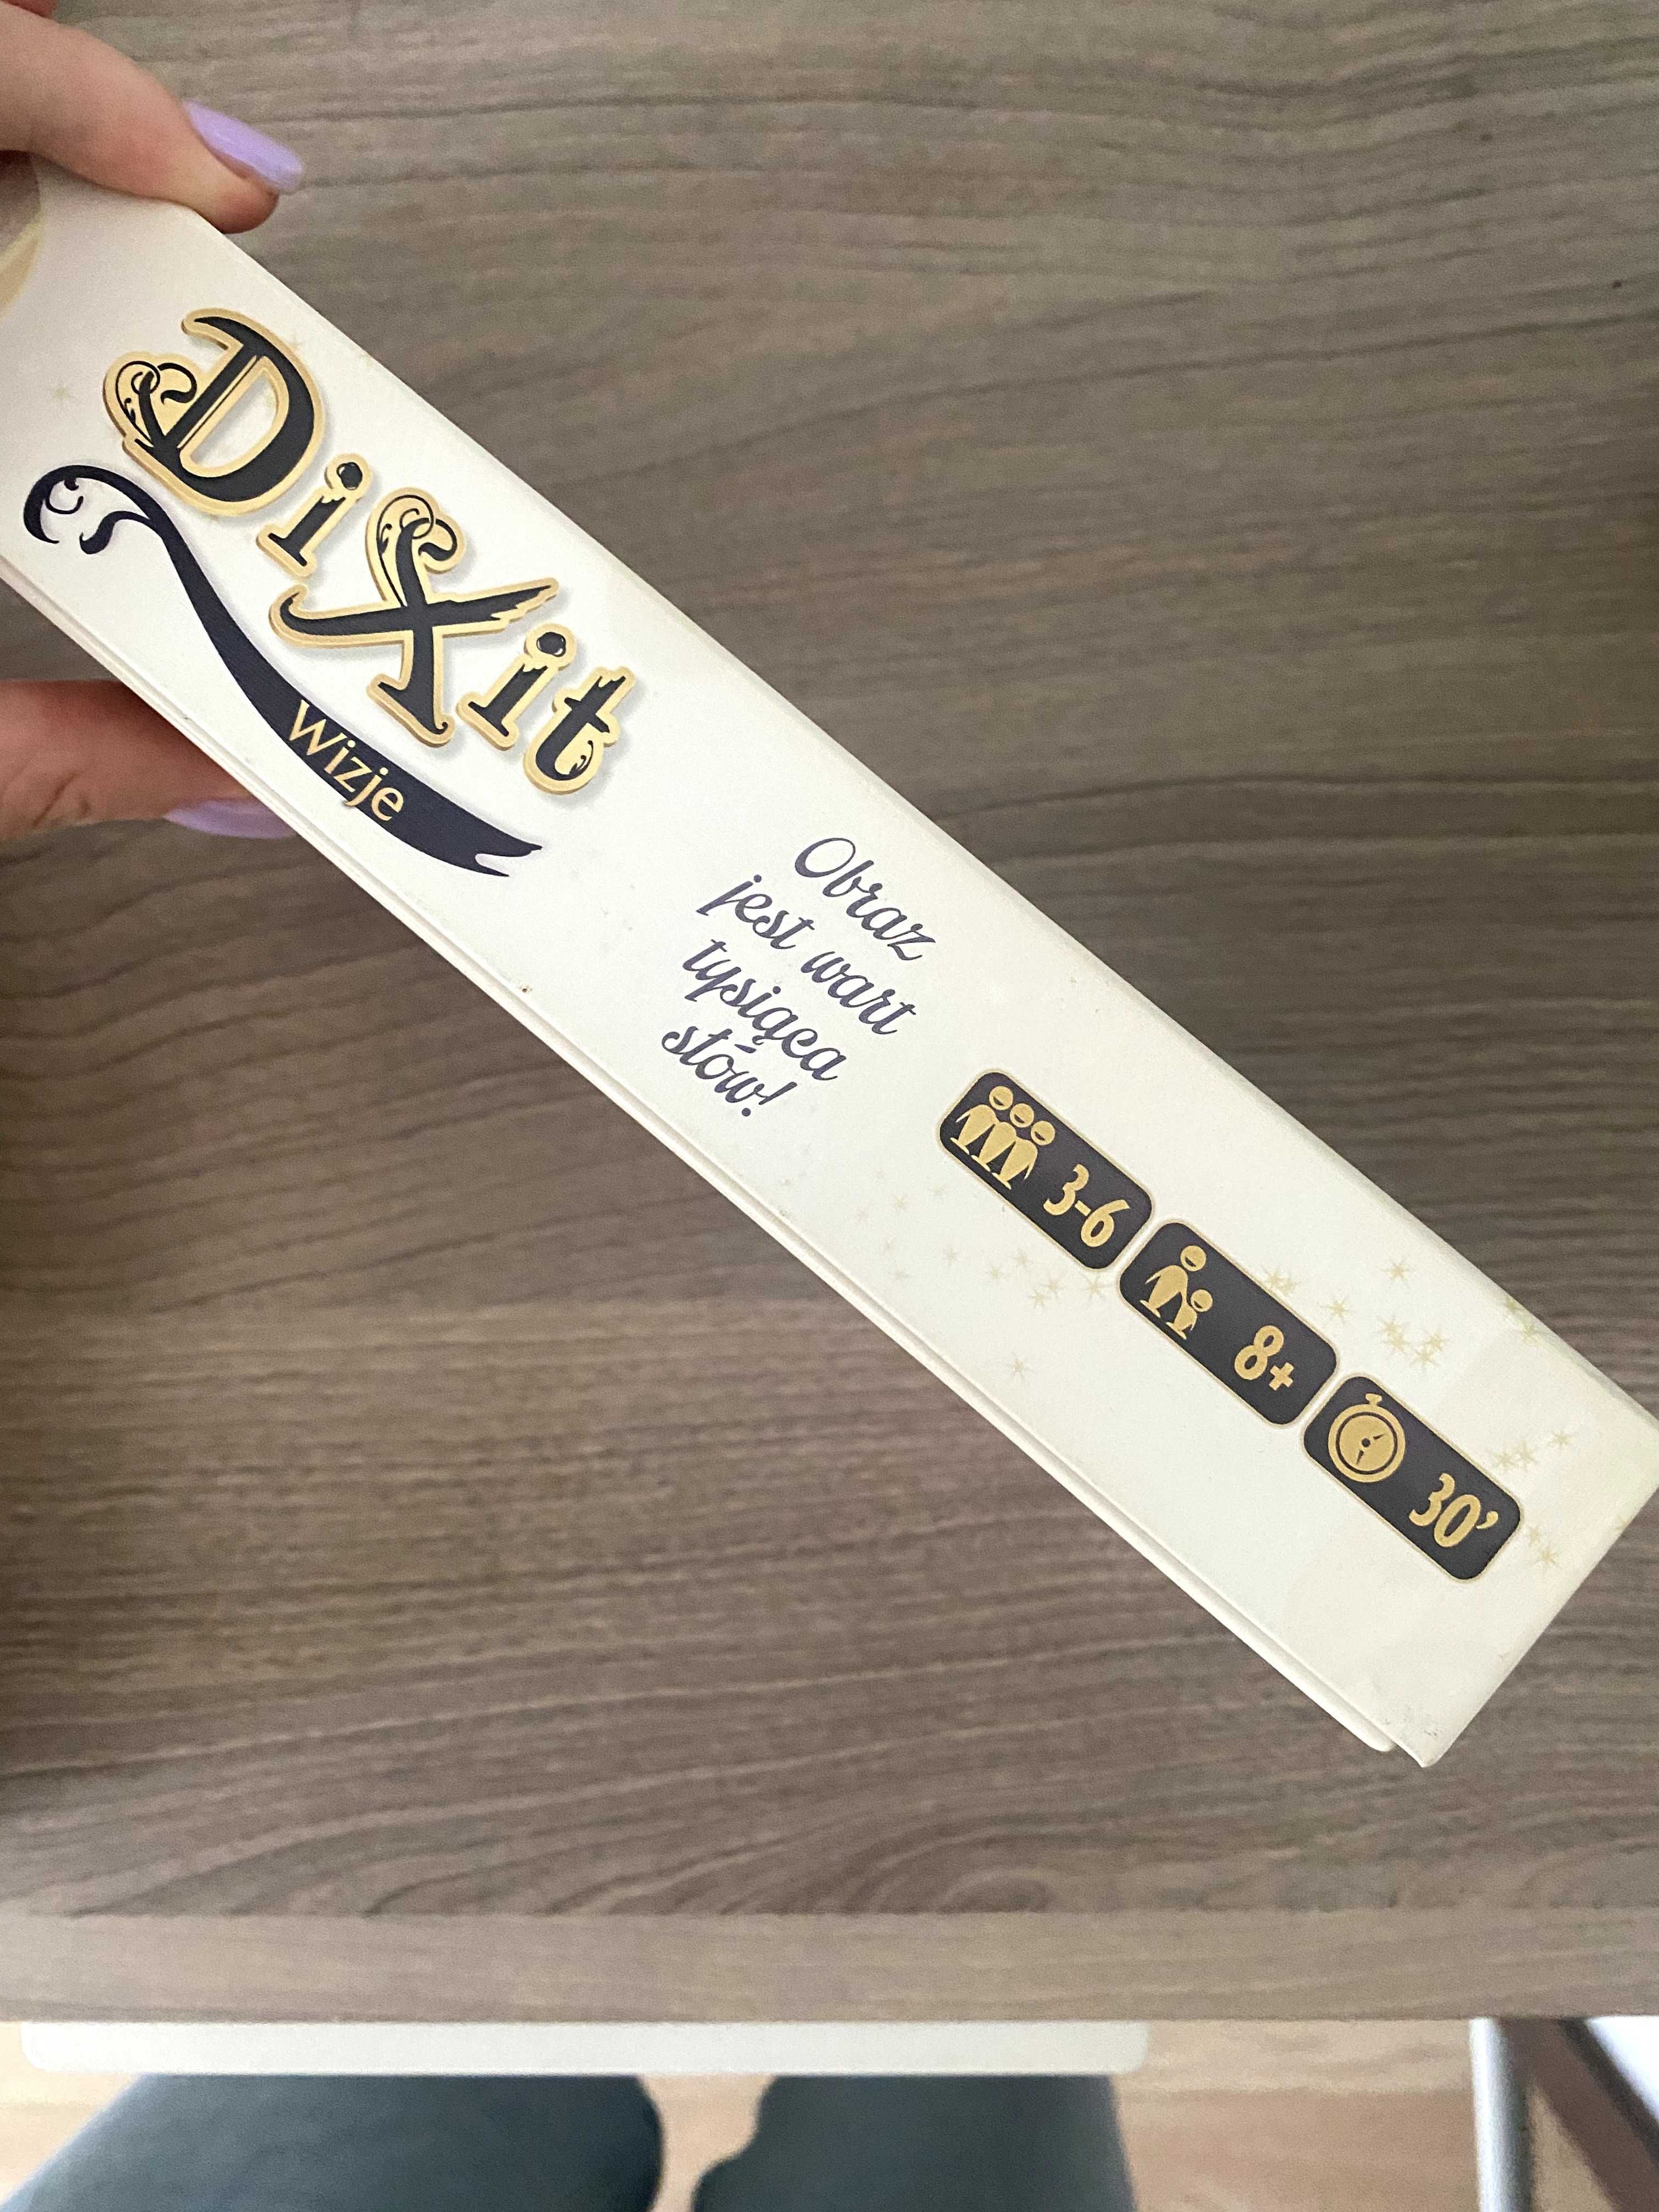 Dixit
Wizje
Obraz
jest wart
tysiąca
słów!
3-6
8+
30'